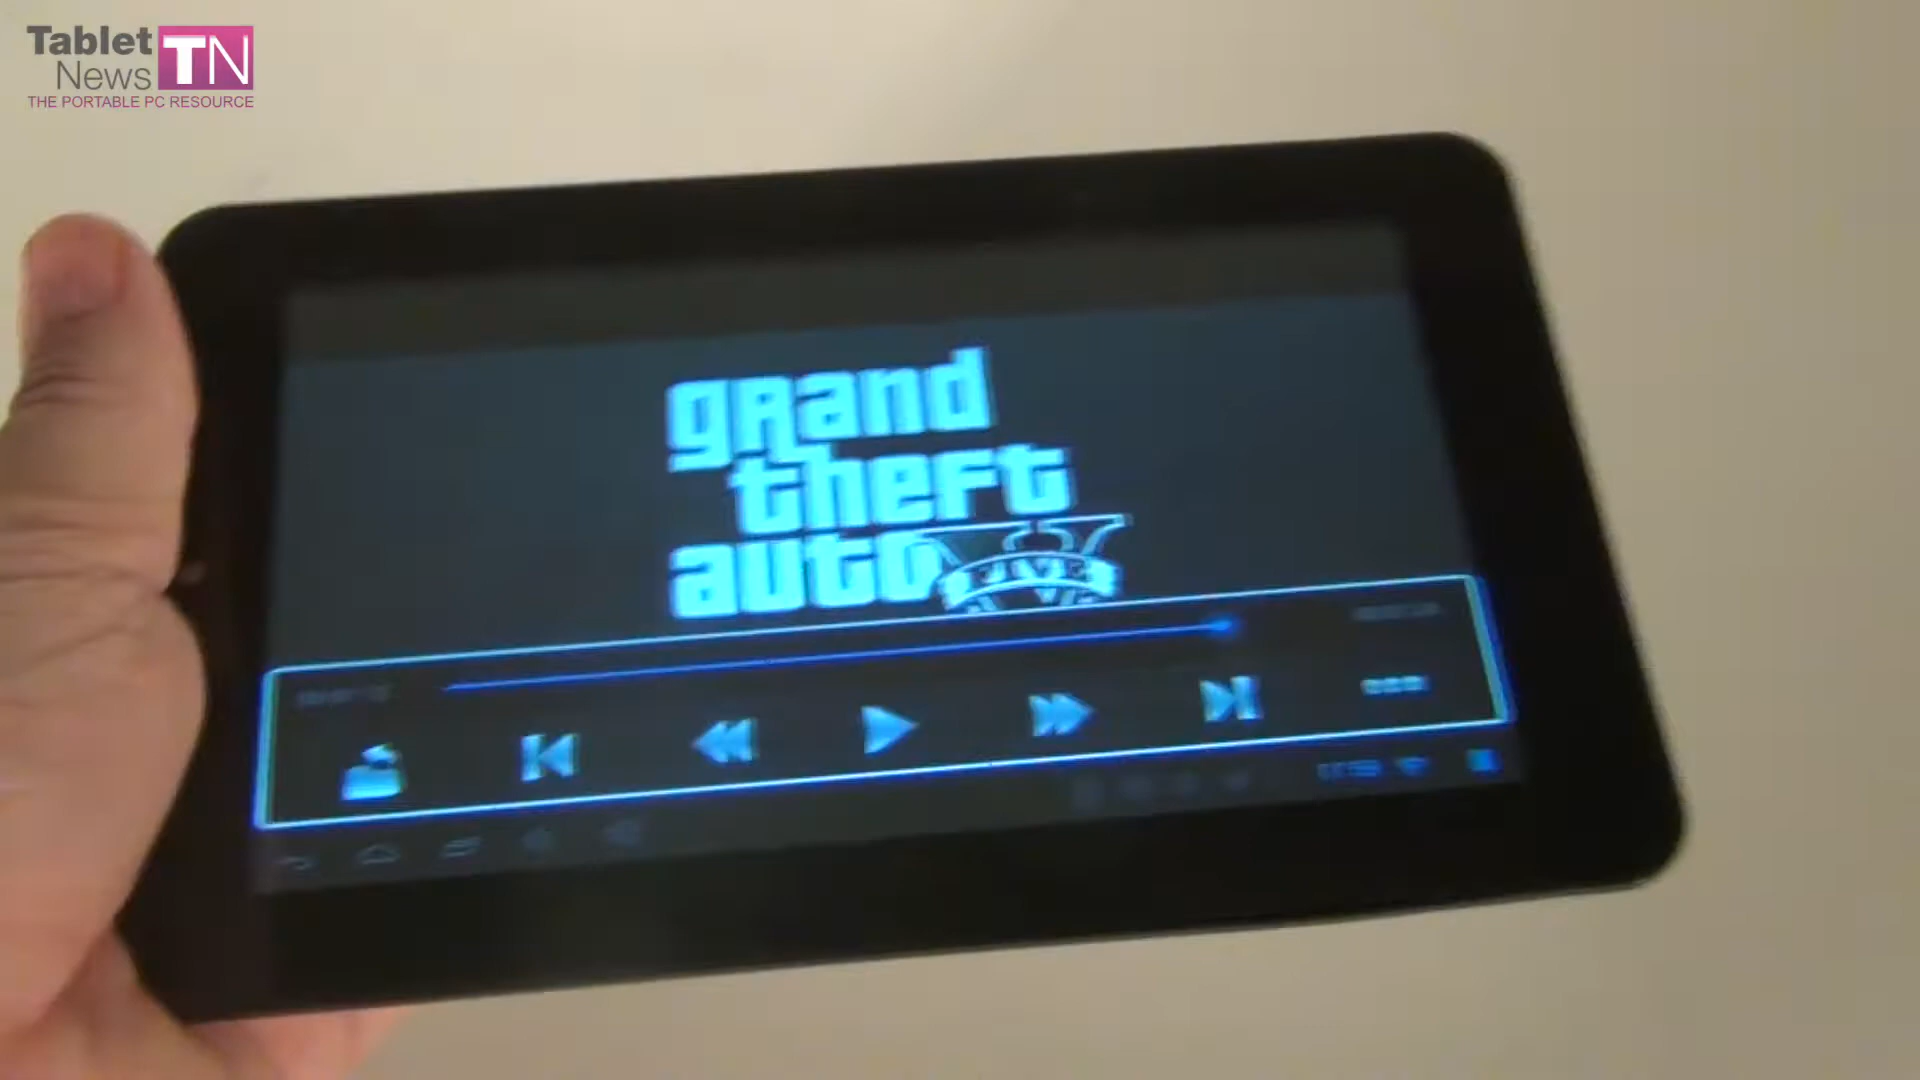 Tablet
News
TN
THE PORTABLE PC RESOURCE
grand
theft
auto V